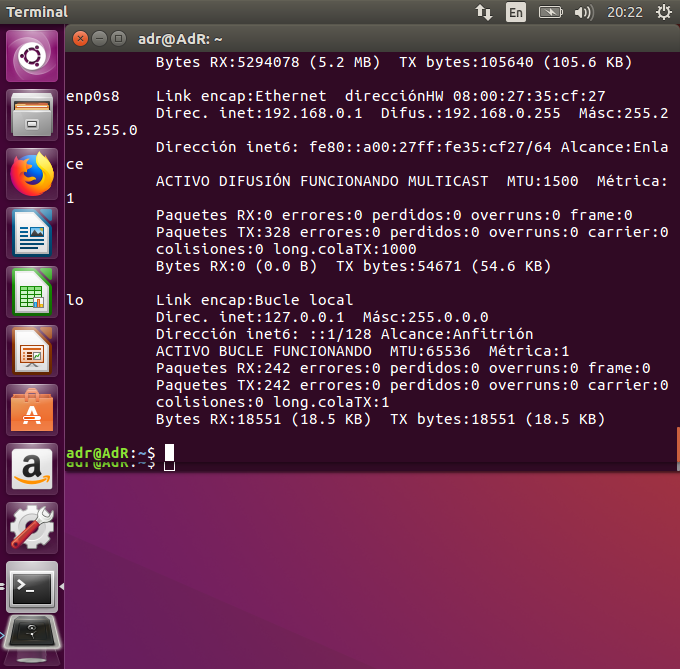 Terminal
En
20:22
adr@AdR: ~
Bytes RX:5294078 (5.2 MB)  TX bytes:105640 (105.6 KB)
enp0s8    Link encap:Ethernet  direcciónHW 08:00:27:35:cf:27
Direc. inet:192.168.0.1  Difus.:192.168.0.255  Másc:255.2
55.255.0
Dirección inet6: fe80::a00:27ff:fe35:cf27/64 Alcance:Enla
ce
ACTIVO DIFUSIÓN FUNCIONANDO MULTICAST  MTU:1500  Métrica:
1
Paquetes RX:0 errores:0 perdidos:0 overruns:0 frame:0
Paquetes TX:328 errores:0 perdidos:0 overruns:0 carrier:0
colisiones:0 long.colaTX:1000
Bytes RX:0 (0.0 B)  TX bytes:54671 (54.6 KB)
lo        Link encap:Bucle local
Direc. inet:127.0.0.1  Másc:255.0.0.0
Dirección inet6: ::1/128 Alcance:Anfitrión
ACTIVO BUCLE FUNCIONANDO  MTU:65536  Métrica:1
Paquetes RX:242 errores:0 perdidos:0 overruns:0 frame:0
Paquetes TX:242 errores:0 perdidos:0 overruns:0 carrier:0
colisiones:0 long.colaTX:1
Bytes RX:18551 (18.5 KB)  TX bytes:18551 (18.5 KB)
adr@AdR:~$
adr@AdR:~$